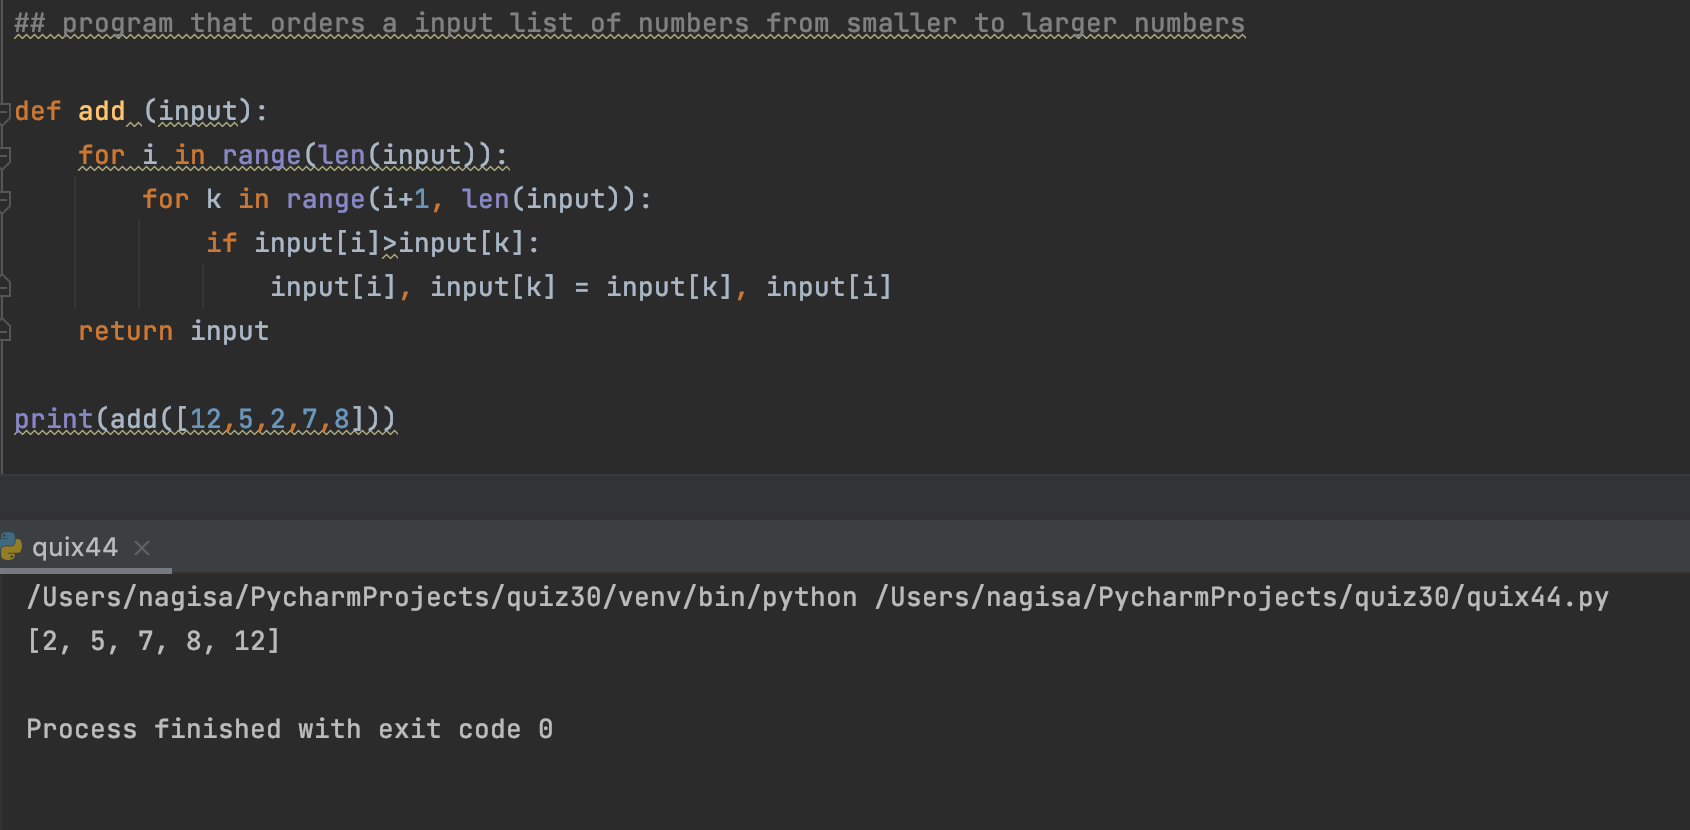 ## program that orders a input list of numbers from smaller to larger numbers
def add (input):
    for i in range(len(input)):
        for k in range(i+1, len(input)):
            if input[i]>input[k]:
                input[i], input[k] = input[k], input[i]
    return input
print(add([12,5,2,7,8]))
quix44
/Users/nagisa/PycharmProjects/quiz30/venv/bin/python /Users/nagisa/PycharmProjects/quiz30/quix44.py
[2, 5, 7, 8, 12]
Process finished with exit code 0